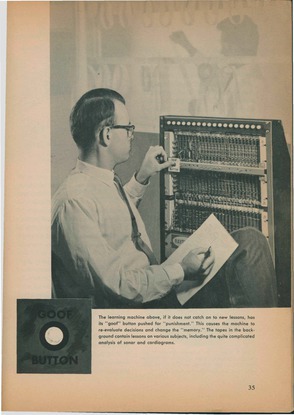 GOOF
BUTTON
The learning machine above, if it does not catch on to new lessons, has
its "goof" button pushed for "punishment." This causes the machine to
re-evaluate decisions and change the "memory." The tapes in the back-
ground contain lessons on various subjects, including the quite complicated
analysis of sonar and cardiograms.
35